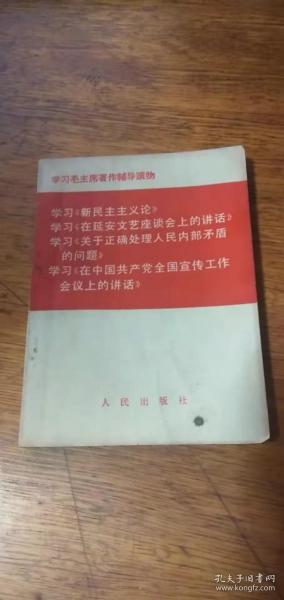 学习毛主席著作辅导读物
学习《新民主主义论》
学习《在延安文艺座谈会上的讲话》
学习《关于正确处理人民内部矛盾
的问题》
学习《在中国共产党全国宣传工作
会议上的讲话》
人民出版社
孔夫子旧书网
www.kongfz.com